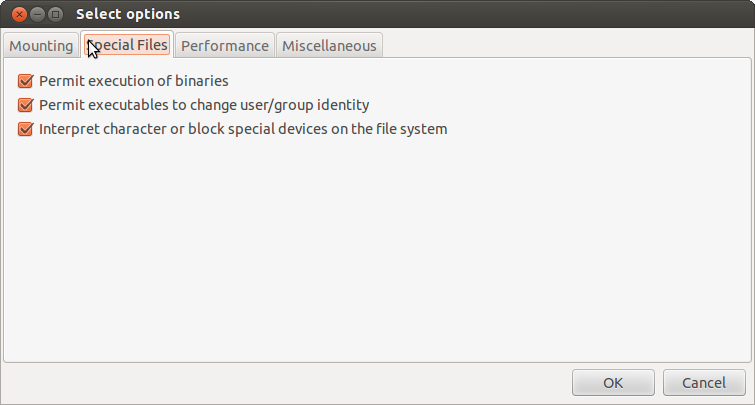 Select options
Mounting Special Files Performance Miscellaneous
Permit execution of binaries
Permit executables to change user/group identity
Interpret character or block special devices on the file system
OK Cancel